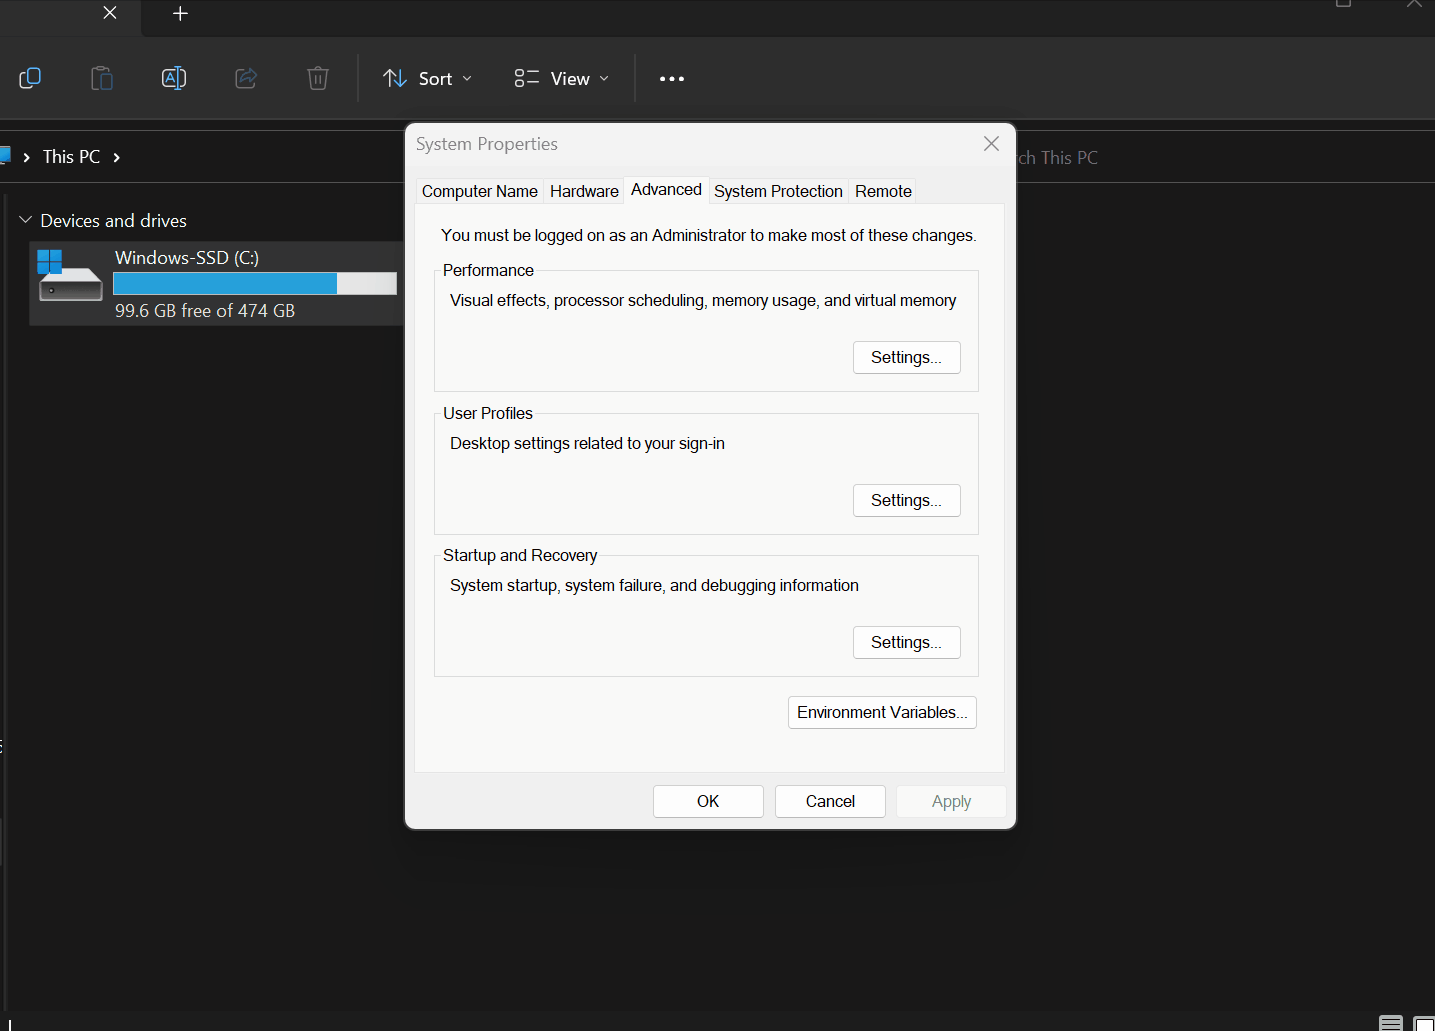 Sort
View
This PC
ch This PC
Devices and drives
Windows-SSD (C:)
99.6 GB free of 474 GB
System Properties
Computer Name
Hardware
Advanced
System Protection
Remote
You must be logged on as an Administrator to make most of these changes.
Performance
Visual effects, processor scheduling, memory usage, and virtual memory
Settings...
User Profiles
Desktop settings related to your sign-in
Settings...
Startup and Recovery
System startup, system failure, and debugging information
Settings...
Environment Variables...
OK
Cancel
Apply